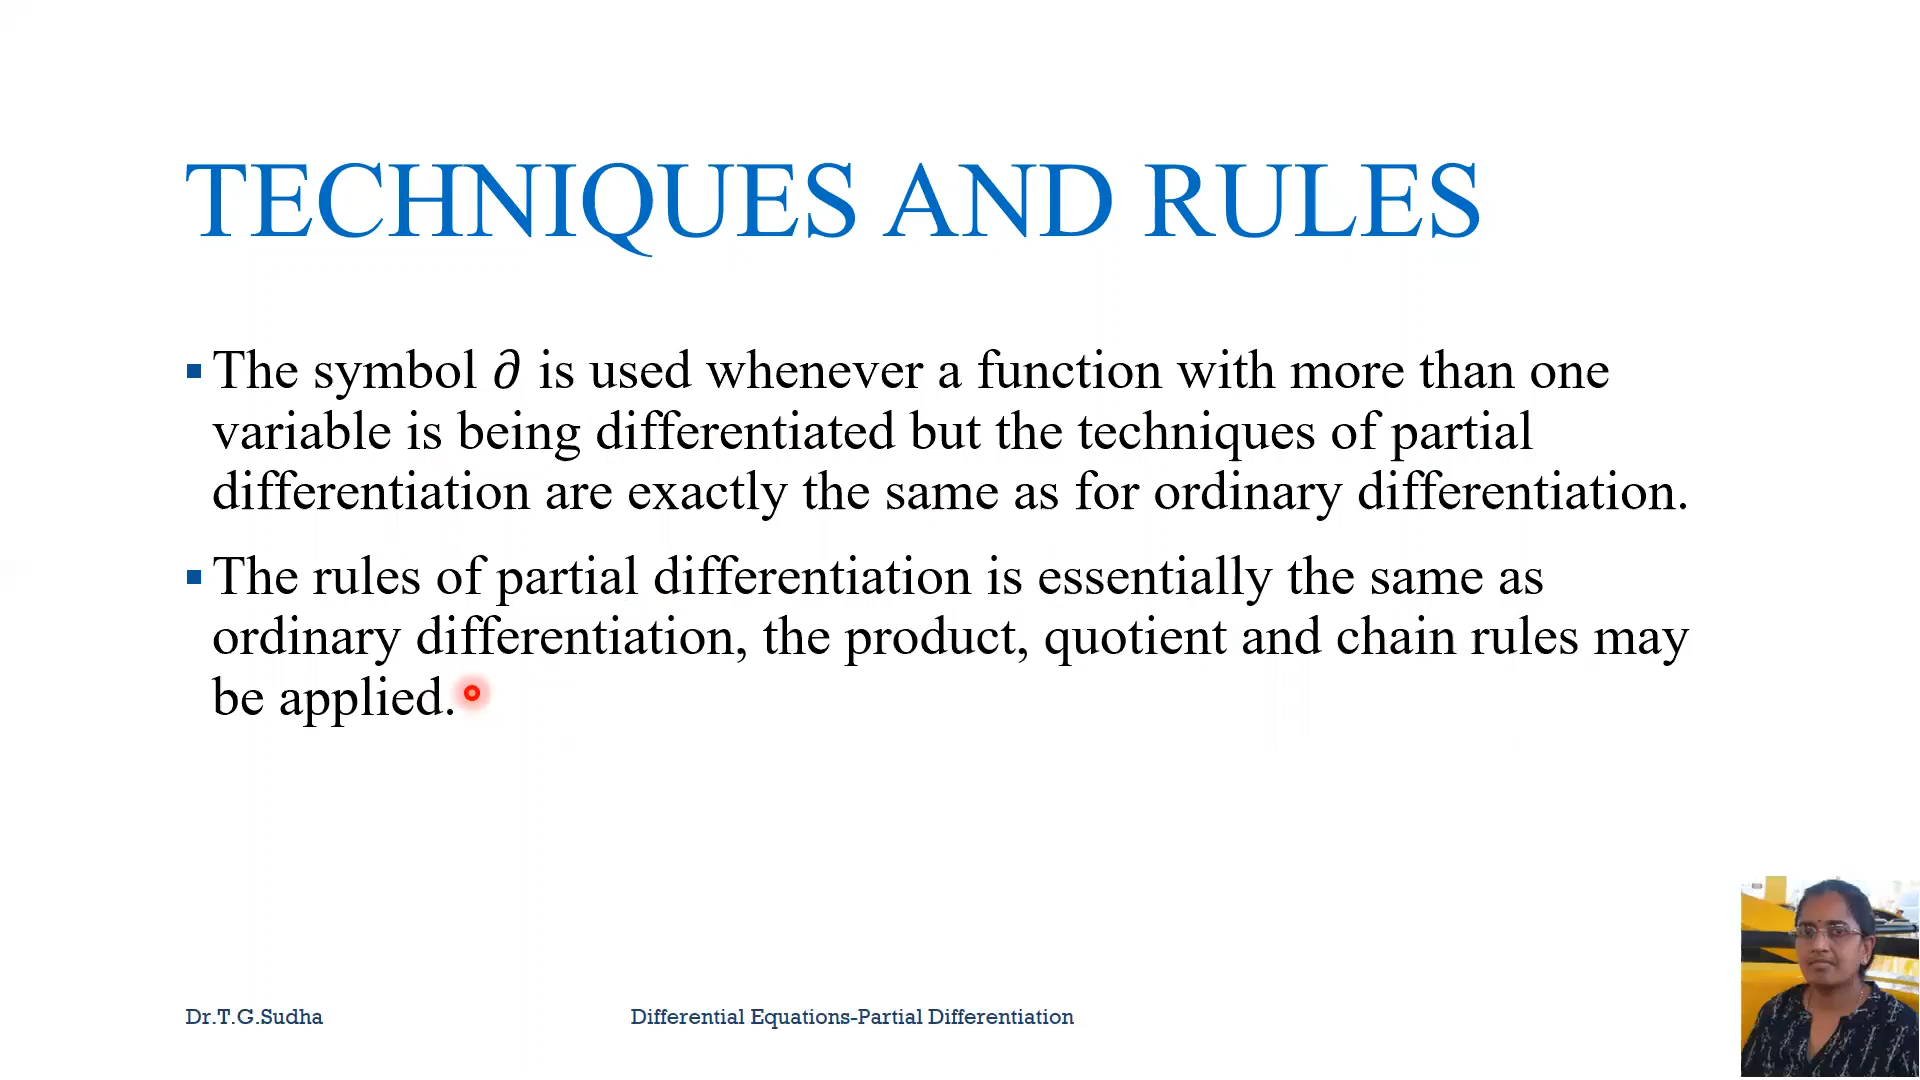 TECHNIQUES AND RULES
▪ The symbol ∂ is used whenever a function with more than one
variable is being differentiated but the techniques of partial
differentiation are exactly the same as for ordinary differentiation.
▪ The rules of partial differentiation is essentially the same as
ordinary differentiation, the product, quotient and chain rules may
be applied.
Dr.T.G.Sudha
Differential Equations-Partial Differentiation